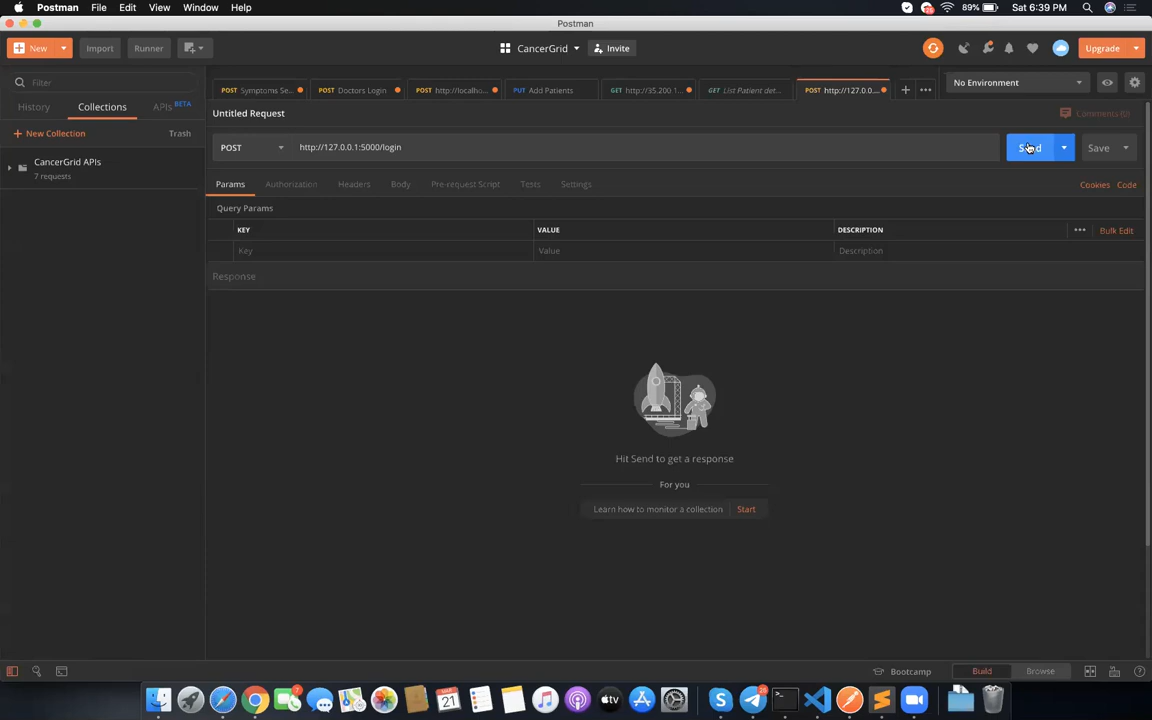 Postman File Edit View Window Help
89% Sat 6:39 PM
Postman
New Import Runner CancerGrid Invite Upgrade
Filter
POST Symptoms Se... POST Doctors Login POST http://localho... PUT Add Patients GET http://35.200.1... GET List Patient det... POST http://127.0.0.... No Environment
History Collections APIs BETA
Untitled Request Comments (0)
New Collection Trash
POST http://127.0.0.1:5000/login Send Save
CancerGrid APIs
7 requests
Params Authorization Headers Body Pre-request Script Tests Settings Cookies Code
Query Params
KEY VALUE DESCRIPTION Bulk Edit
Key Value Description
Response
Hit Send to get a response
For you
Learn how to monitor a collection Start
Bootcamp Build Browse
7
21
26